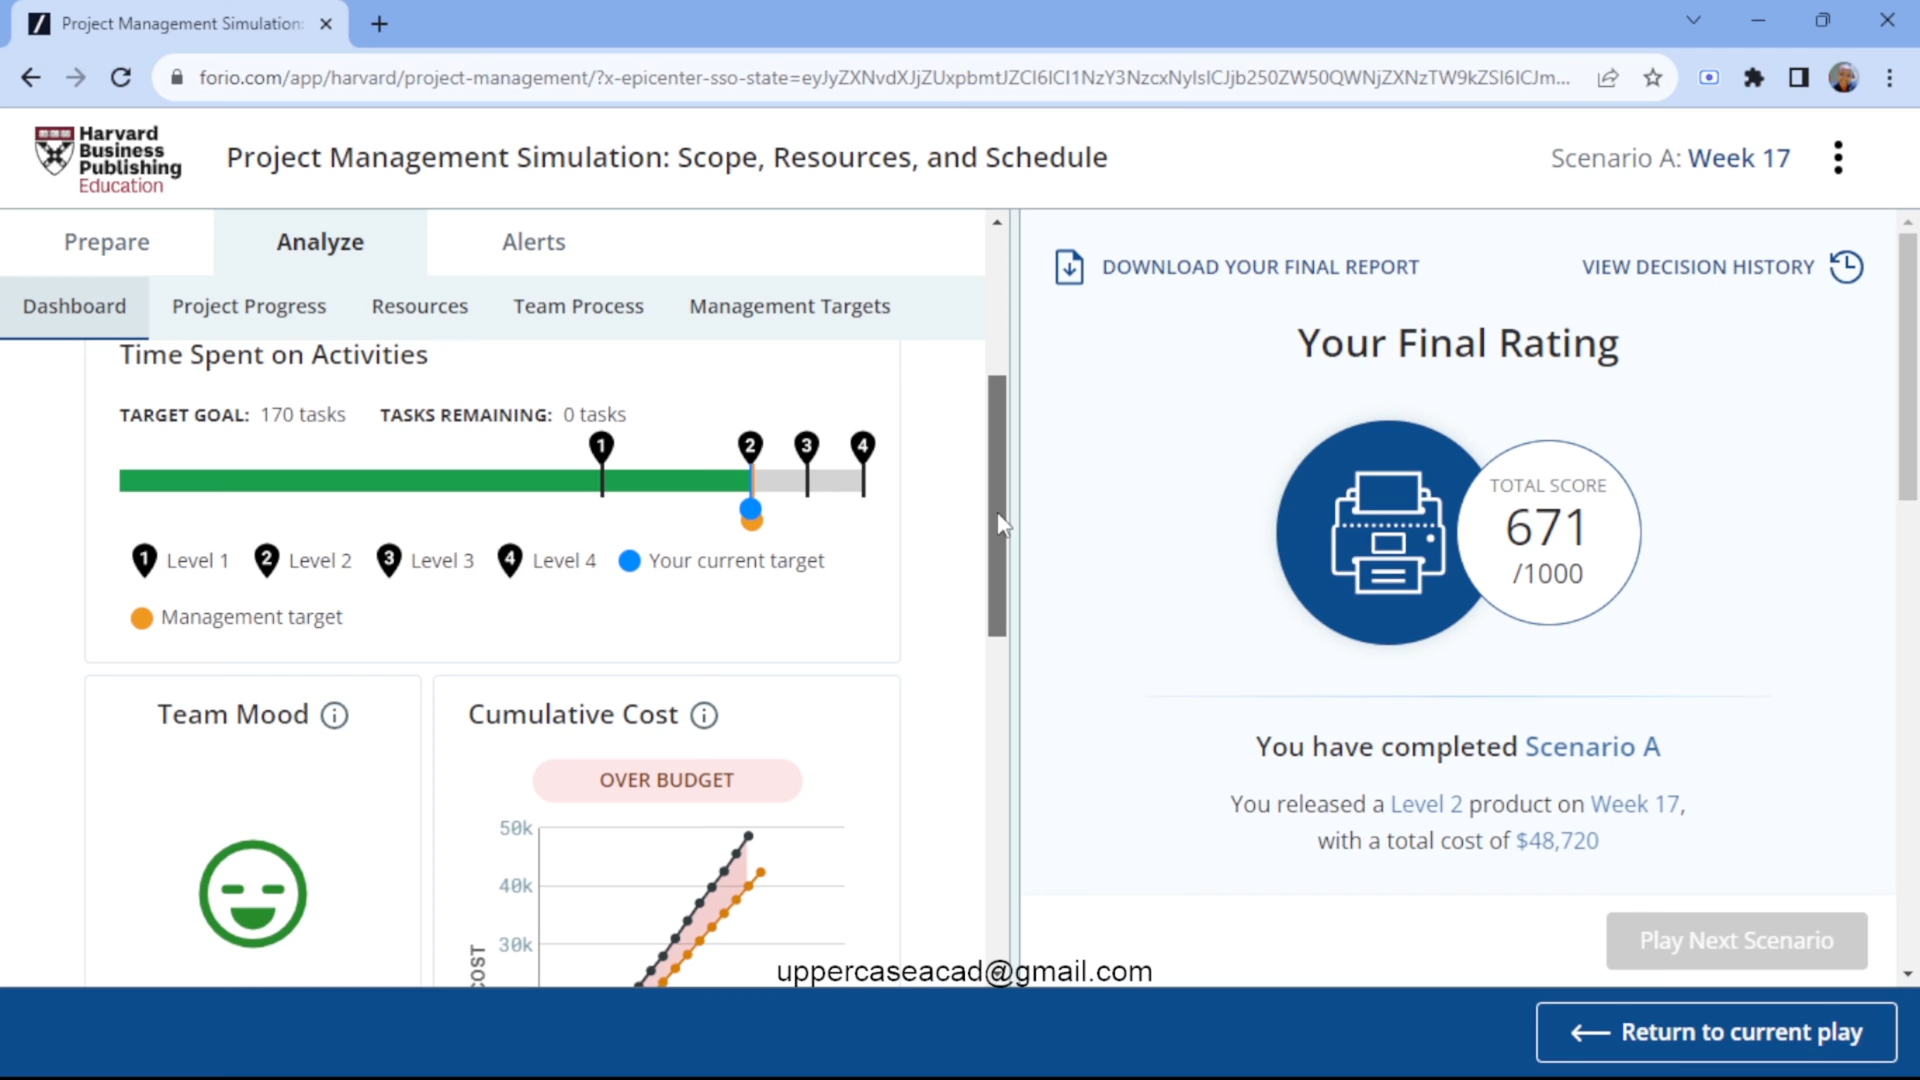 Project Management Simulation:
forio.com/app/harvard/project-management/?x-epicenter-sso-state=eyJyZXNvdXJjZUxpbmtJZCI6ICI1NzY3NzcxNyIsICJjb250ZW50QWNjZXNzTW9kZSI6ICJm...
Harvard
Business
Publishing
Education
Project Management Simulation: Scope, Resources, and Schedule
Scenario A: Week 17
Prepare
Analyze
Alerts
Dashboard
Project Progress
Resources
Team Process
Management Targets
Time Spent on Activities
TARGET GOAL: 170 tasks
TASKS REMAINING: 0 tasks
1
2
3
4
1 Level 1
2 Level 2
3 Level 3
4 Level 4
Your current target
Management target
Team Mood
Cumulative Cost
OVER BUDGET
50k
40k
30k
COST
DOWNLOAD YOUR FINAL REPORT
VIEW DECISION HISTORY
Your Final Rating
TOTAL SCORE
671
/1000
You have completed Scenario A
You released a Level 2 product on Week 17,
with a total cost of $48,720
Play Next Scenario
uppercaseacad@gmail.com
Return to current play